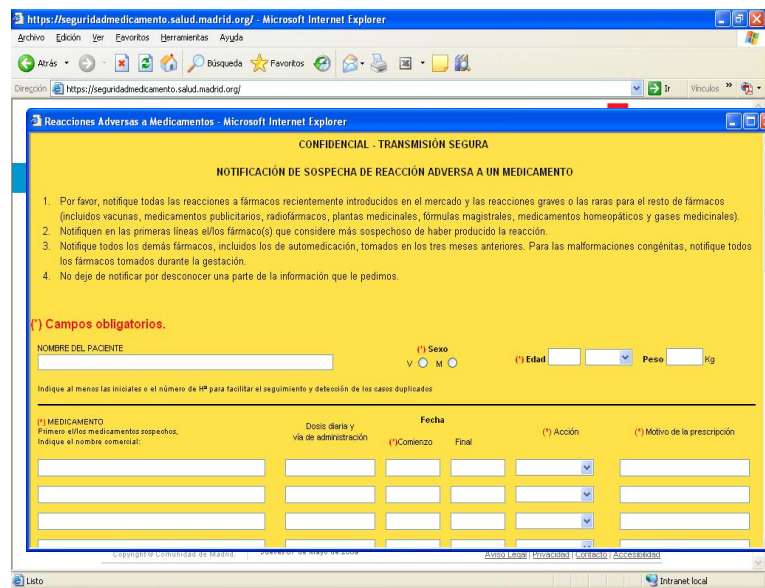 https://seguridadmedicamento.salud.madrid.org/ - Microsoft Internet Explorer
Archivo Edición Ver Favoritos Herramientas Ayuda
Atrás Búsqueda Favoritos
Dirección https://seguridadmedicamento.salud.madrid.org/ Ir Vínculos »
Reacciones Adversas a Medicamentos - Microsoft Internet Explorer
CONFIDENCIAL - TRANSMISIÓN SEGURA
NOTIFICACIÓN DE SOSPECHA DE REACCIÓN ADVERSA A UN MEDICAMENTO
1. Por favor, notifique todas las reacciones a fármacos recientemente introducidos en el mercado y las reacciones graves o las raras para el resto de fármacos
(incluidos vacunas, medicamentos publicitarios, radiofármacos, plantas medicinales, fórmulas magistrales, medicamentos homeopáticos y gases medicinales).
2. Notifiquen en las primeras líneas el/los fármaco(s) que considere más sospechoso de haber producido la reacción.
3. Notifique todos los demás fármacos, incluidos los de automedicación, tomados en los tres meses anteriores. Para las malformaciones congénitas, notifique todos
los fármacos tomados durante la gestación.
4. No deje de notificar por desconocer una parte de la información que le pedimos.
(*) Campos obligatorios.
NOMBRE DEL PACIENTE
(*) Sexo
V M
(*) Edad Peso Kg
Indique al menos las iniciales o el número de Hª para facilitar el seguimiento y detección de los casos duplicados
(*) MEDICAMENTO
Primero el/los medicamentos sospechos,
Indique el nombre comercial:
Dosis diaria y
vía de administración
Fecha
(*)Comienzo Final
(*) Acción
(*) Motivo de la prescripción
Copyright © Comunidad de Madrid. Jueves 07 de Mayo de 2009 Aviso Legal | Privacidad | Contacto | Accesibilidad
Listo Intranet local